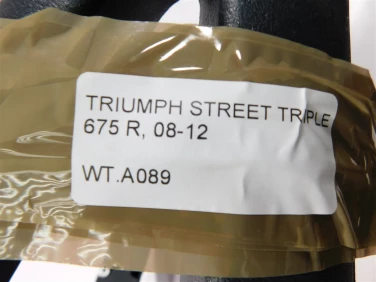 TRIUMPH STREET TRIPLE
675 R, 08-12
WT.A089